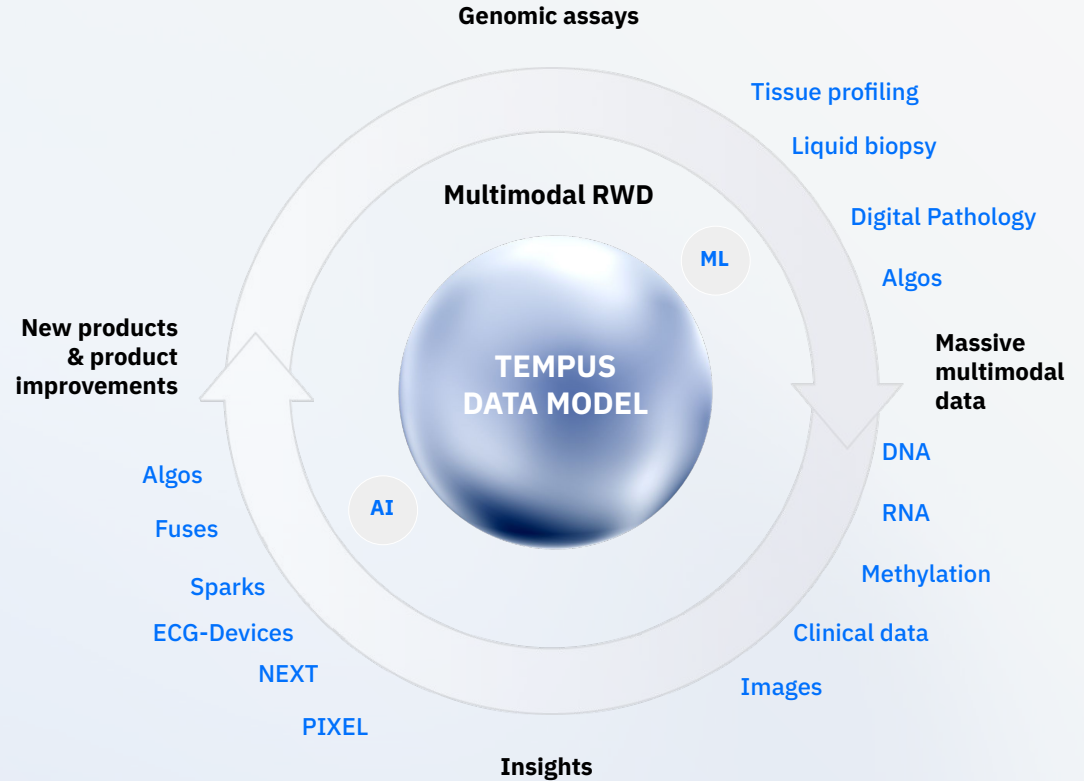 Genomic assays
Tissue profiling
Liquid biopsy
Multimodal RWD
Digital Pathology
ML
Algos
New products
& product
improvements
Massive
multimodal
data
TEMPUS
DATA MODEL
DNA
Algos
AI
RNA
Fuses
Methylation
Sparks
ECG-Devices
Clinical data
NEXT
Images
PIXEL
Insights